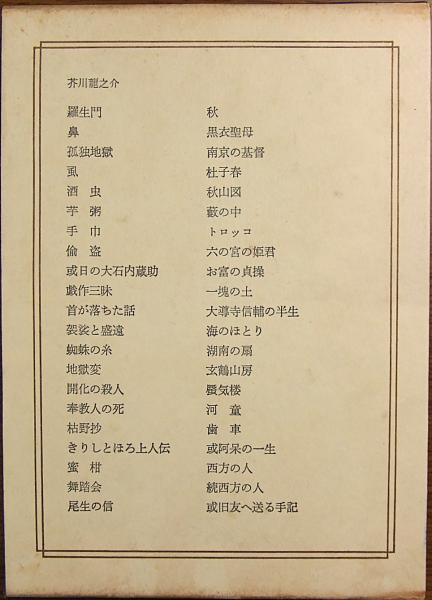 芥川龍之介
羅生門
鼻
孤独地獄
虱
酒　虫
芋　粥
手　巾
偸　盗
或日の大石内蔵助
戯作三昧
首が落ちた話
袈裟と盛遠
蜘蛛の糸
地獄変
開化の殺人
奉教人の死
枯野抄
きりしとほろ上人伝
蜜　柑
舞踏会
尾生の信
秋
黒衣聖母
南京の基督
杜子春
秋山図
藪の中
トロッコ
六の宮の姫君
お富の貞操
一塊の土
大導寺信輔の半生
海のほとり
湖南の扇
玄鶴山房
蜃気楼
河　童
歯　車
或阿呆の一生
西方の人
続西方の人
或旧友へ送る手記